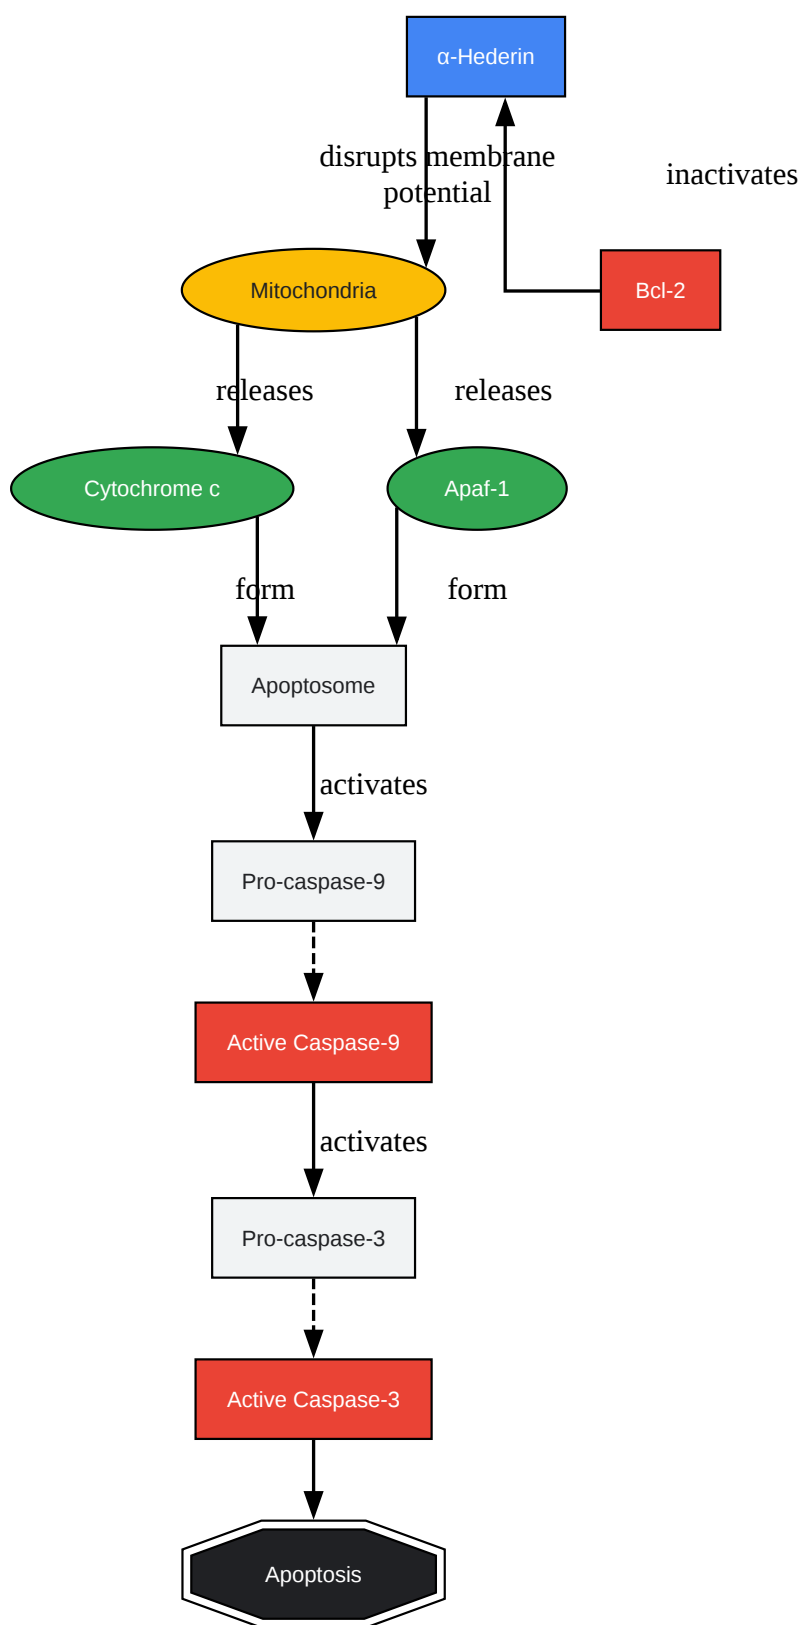 α-Hederin
disrupts membrane
potential
inactivates
Mitochondria
Bcl-2
releases
releases
Cytochrome c
Apaf-1
form
form
Apoptosome
activates
Pro-caspase-9
Active Caspase-9
activates
Pro-caspase-3
Active Caspase-3
Apoptosis